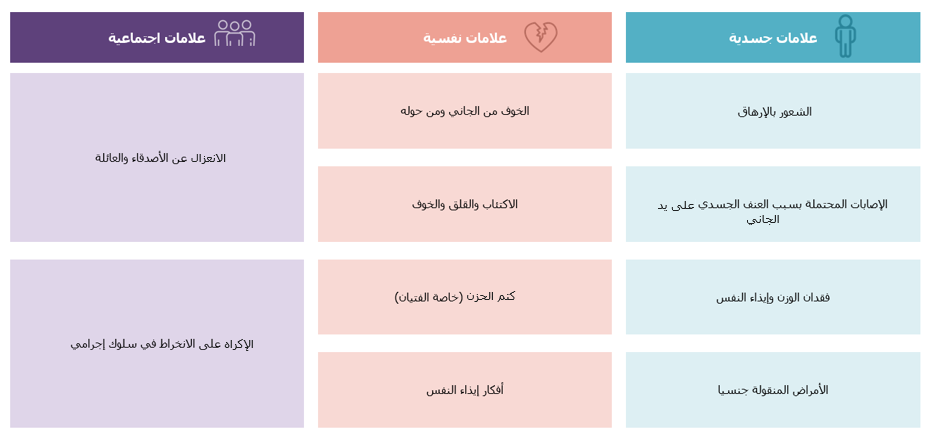 علامات جسدية
الشعور بالإرهاق
الإصابات المحتملة بسبب العنف الجسدي على يد
الجاني
فقدان الوزن وإيذاء النفس
الأمراض المنقولة جنسيا
علامات نفسية
الخوف من الجاني ومن حوله
الاكتئاب والقلق والخوف
كتم الحزن (خاصة الفتيان)
أفكار إيذاء النفس
علامات اجتماعية
الانعزال عن الأصدقاء والعائلة
الإكراه على الانخراط في سلوك إجرامي